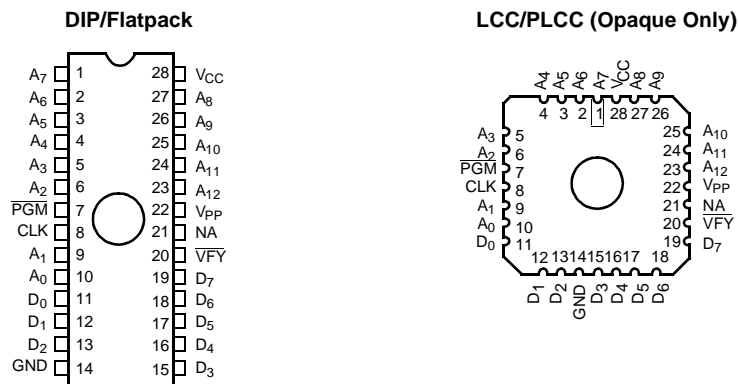 DIP/Flatpack
A7 1 28 VCC
A6 2 27 A8
A5 3 26 A9
A4 4 25 A10
A3 5 24 A11
A2 6 23 A12
PGM 7 22 VPP
CLK 8 21 NA
A1 9 20 VFY
A0 10 19 D7
D0 11 18 D6
D1 12 17 D5
D2 13 16 D4
GND 14 15 D3
LCC/PLCC (Opaque Only)
A4 A5 A6 A7 VCC A8 A9
4 3 2 1 28 27 26
A3 5 25 A10
A2 6 24 A11
PGM 7 23 A12
CLK 8 22 VPP
A1 9 21 NA
A0 10 20 VFY
D0 11 19 D7
12 13 14 15 16 17 18
D1 D2 GND D3 D4 D5 D6